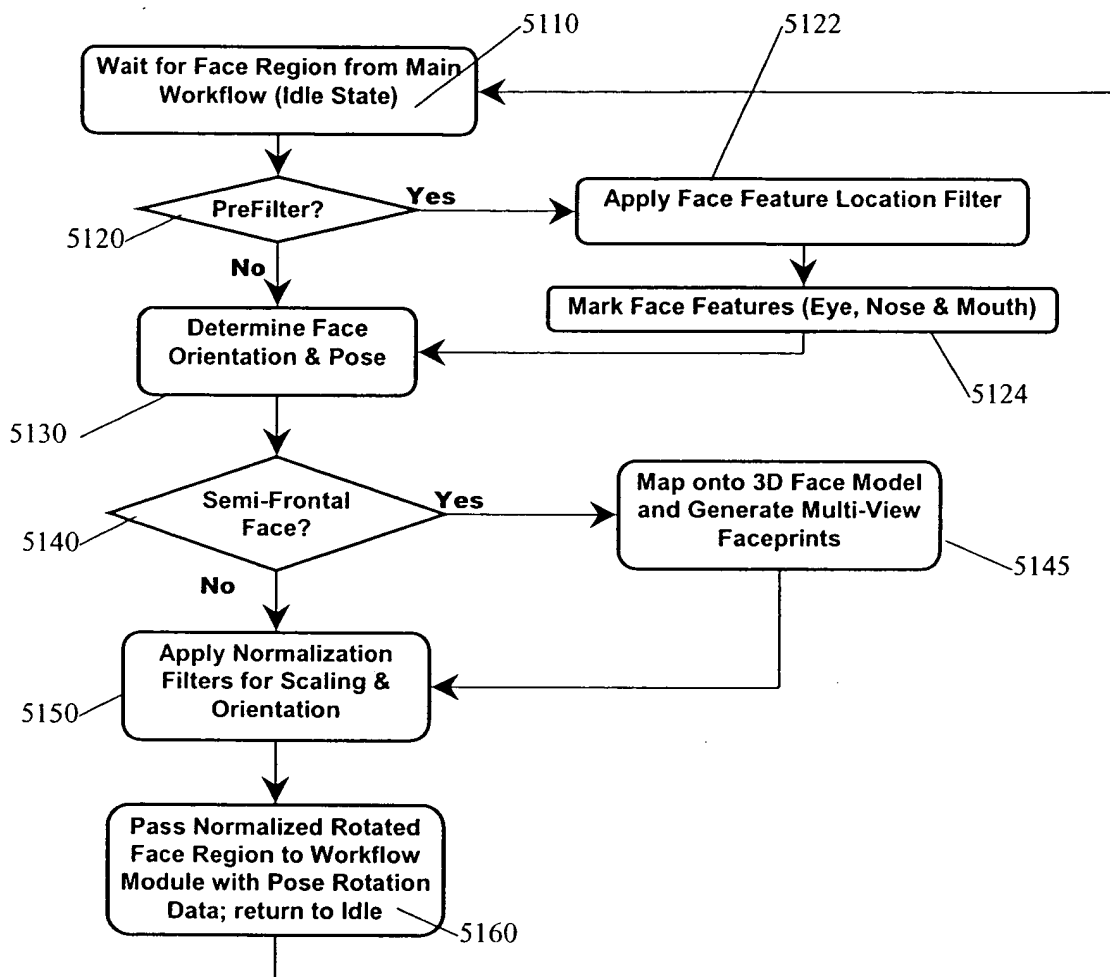 5110
5122
Wait for Face Region from Main
Workflow (Idle State)
PreFilter?
Yes
Apply Face Feature Location Filter
5120
No
Mark Face Features (Eye, Nose & Mouth)
Determine Face
Orientation & Pose
5124
5130
Semi-Frontal
Face?
Yes
Map onto 3D Face Model
and Generate Multi-View
Faceprints
5140
5145
No
Apply Normalization
Filters for Scaling &
Orientation
5150
Pass Normalized Rotated
Face Region to Workflow
Module with Pose Rotation
Data; return to Idle
5160